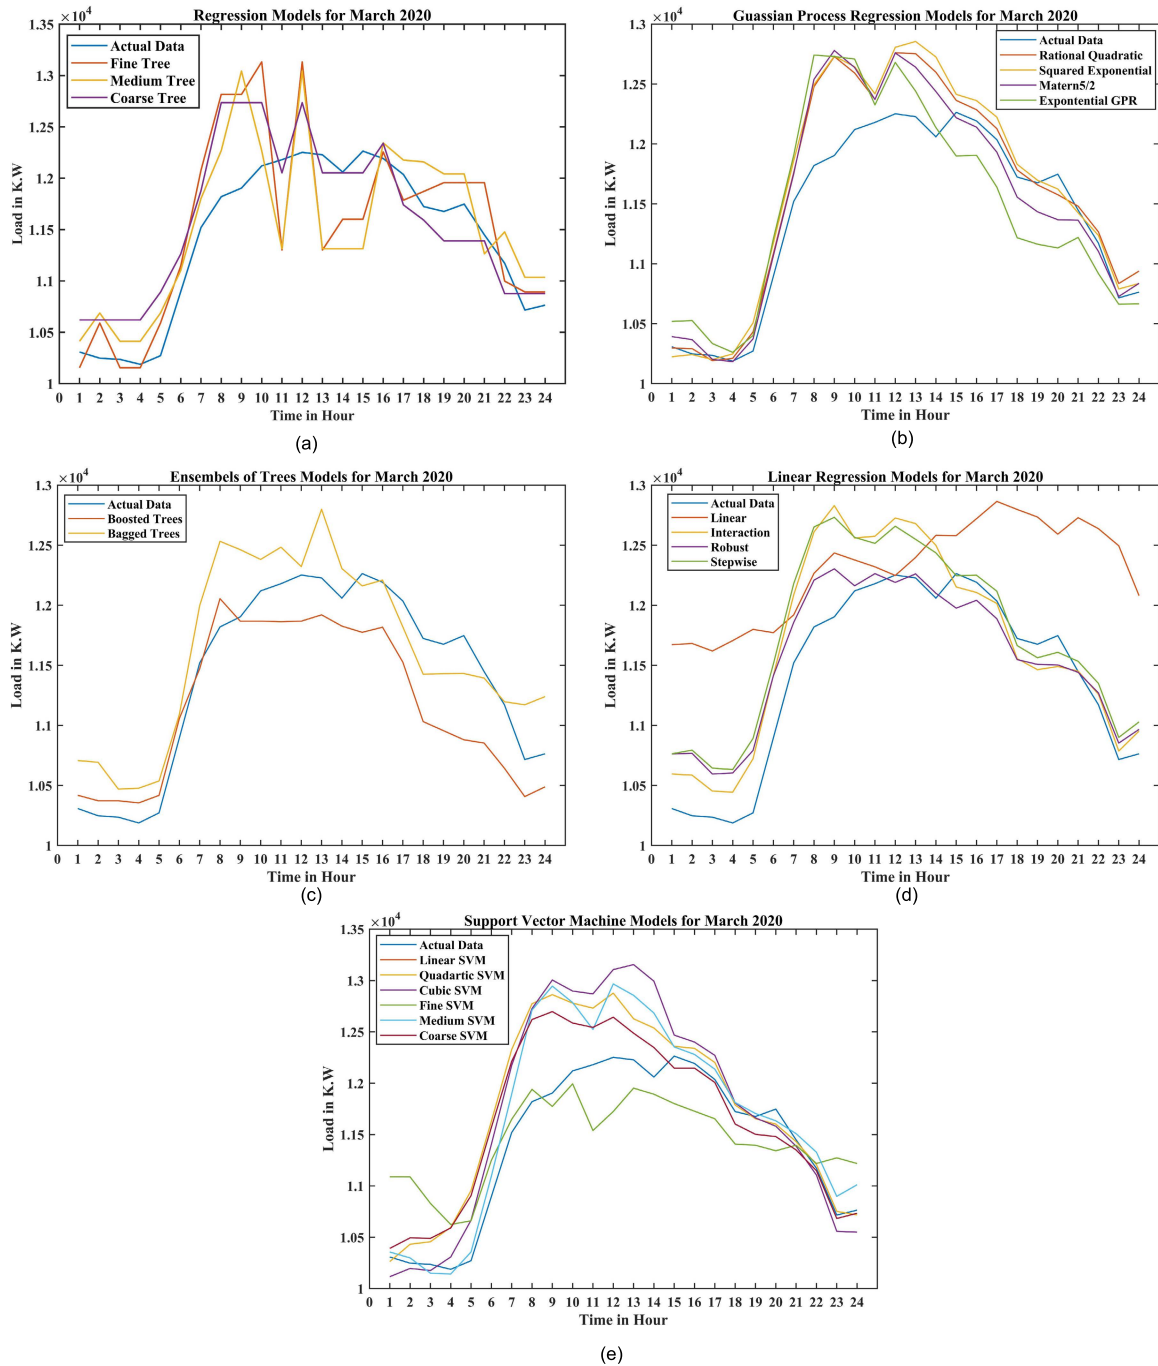 Regression Models for March 2020
×10⁴
1.35
1.3
1.25
1.2
1.15
1.1
1.05
1
Load in K.W
Actual Data
Fine Tree
Medium Tree
Coarse Tree
0 1 2 3 4 5 6 7 8 9 10 11 12 13 14 15 16 17 18 19 20 21 22 23 24
Time in Hour
(a)
Guassian Process Regression Models for March 2020
×10⁴
1.3
1.25
1.2
1.15
1.1
1.05
1
Load in K.W
Actual Data
Rational Quadratic
Squared Exponential
Matern5/2
Expontential GPR
0 1 2 3 4 5 6 7 8 9 10 11 12 13 14 15 16 17 18 19 20 21 22 23 24
Time in Hour
(b)
Ensembels of Trees Models for March 2020
×10⁴
1.3
1.25
1.2
1.15
1.1
1.05
1
Load in K.W
Actual Data
Boosted Trees
Bagged Trees
0 1 2 3 4 5 6 7 8 9 10 11 12 13 14 15 16 17 18 19 20 21 22 23 24
Time in Hour
(c)
Linear Regression Models for March 2020
×10⁴
1.3
1.25
1.2
1.15
1.1
1.05
1
Load in K.W
Actual Data
Linear
Interaction
Robust
Stepwise
0 1 2 3 4 5 6 7 8 9 10 11 12 13 14 15 16 17 18 19 20 21 22 23 24
Time in Hour
(d)
Support Vector Machine Models for March 2020
×10⁴
1.35
1.3
1.25
1.2
1.15
1.1
1.05
1
Load in K.W
Actual Data
Linear SVM
Quadartic SVM
Cubic SVM
Fine SVM
Medium SVM
Coarse SVM
0 1 2 3 4 5 6 7 8 9 10 11 12 13 14 15 16 17 18 19 20 21 22 23 24
Time in Hour
(e)